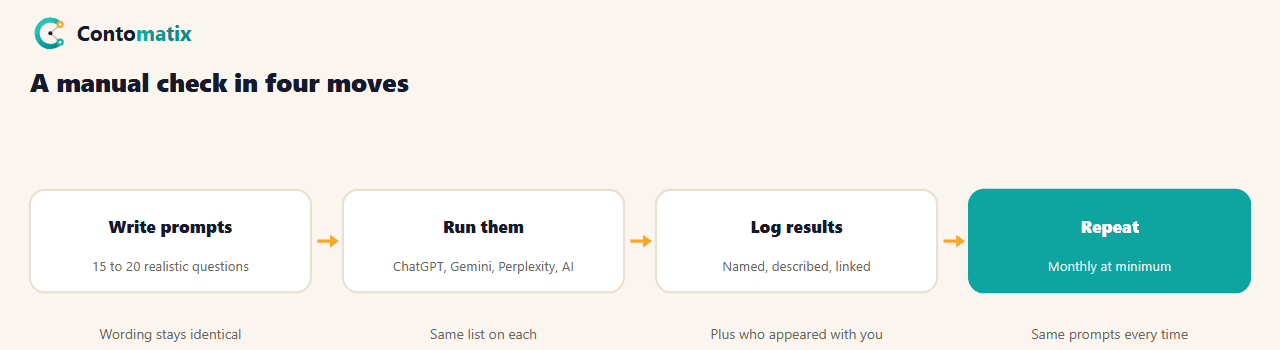 Contomatix
A manual check in four moves
Write prompts
15 to 20 realistic questions
Wording stays identical
Run them
ChatGPT, Gemini, Perplexity, AI
Same list on each
Log results
Named, described, linked
Plus who appeared with you
Repeat
Monthly at minimum
Same prompts every time